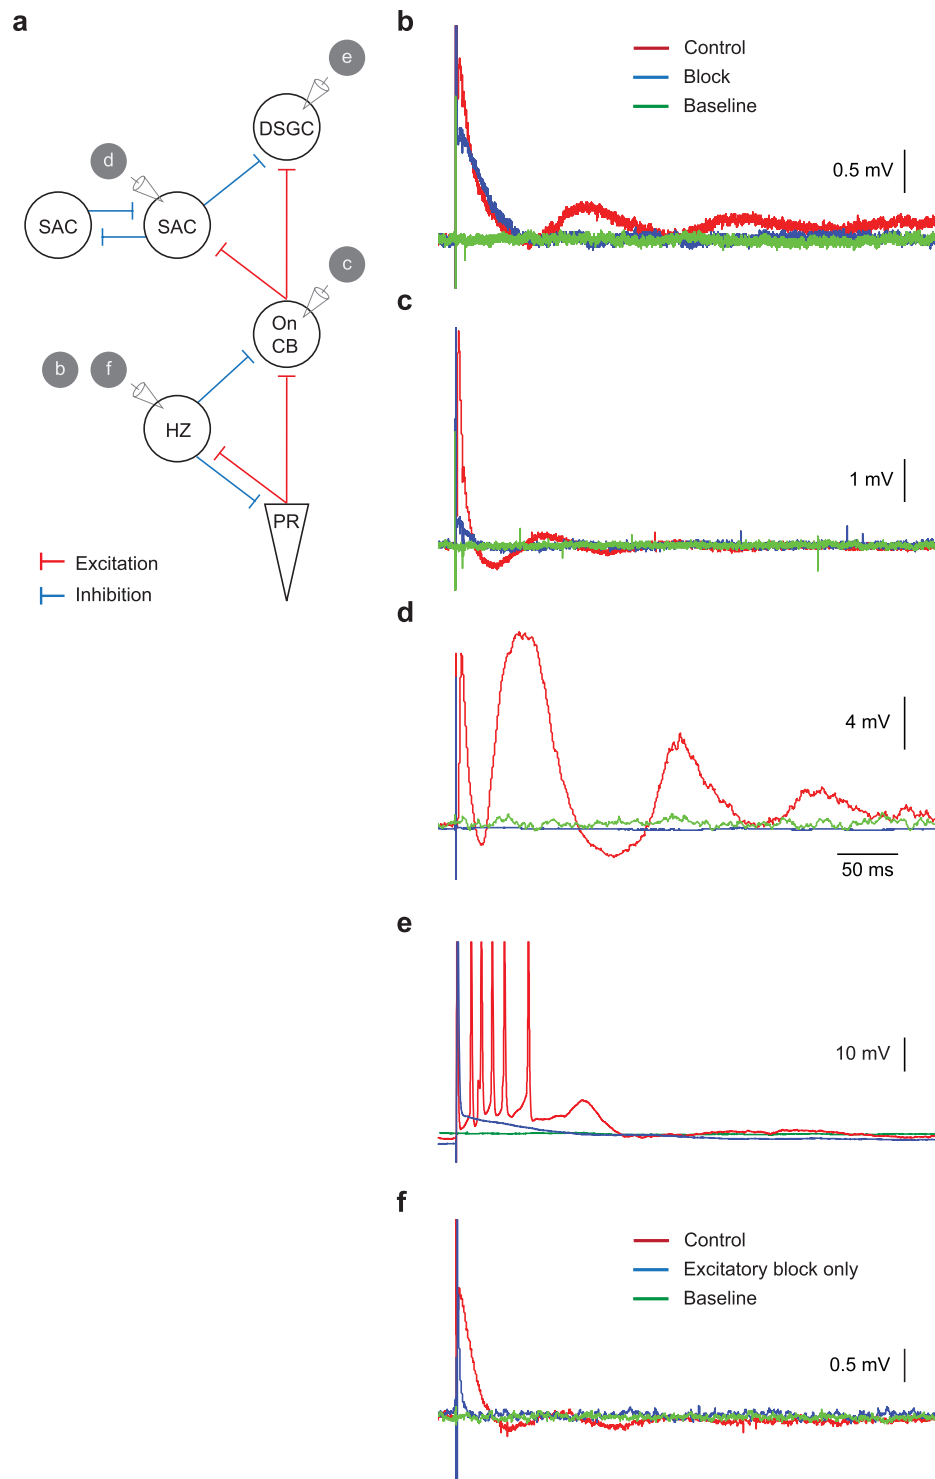 a
e
DSGC
d
SAC
SAC
c
On
CB
b
f
HZ
PR
Excitation
Inhibition
b
Control
Block
Baseline
0.5 mV
c
1 mV
d
4 mV
50 ms
e
10 mV
f
Control
Excitatory block only
Baseline
0.5 mV